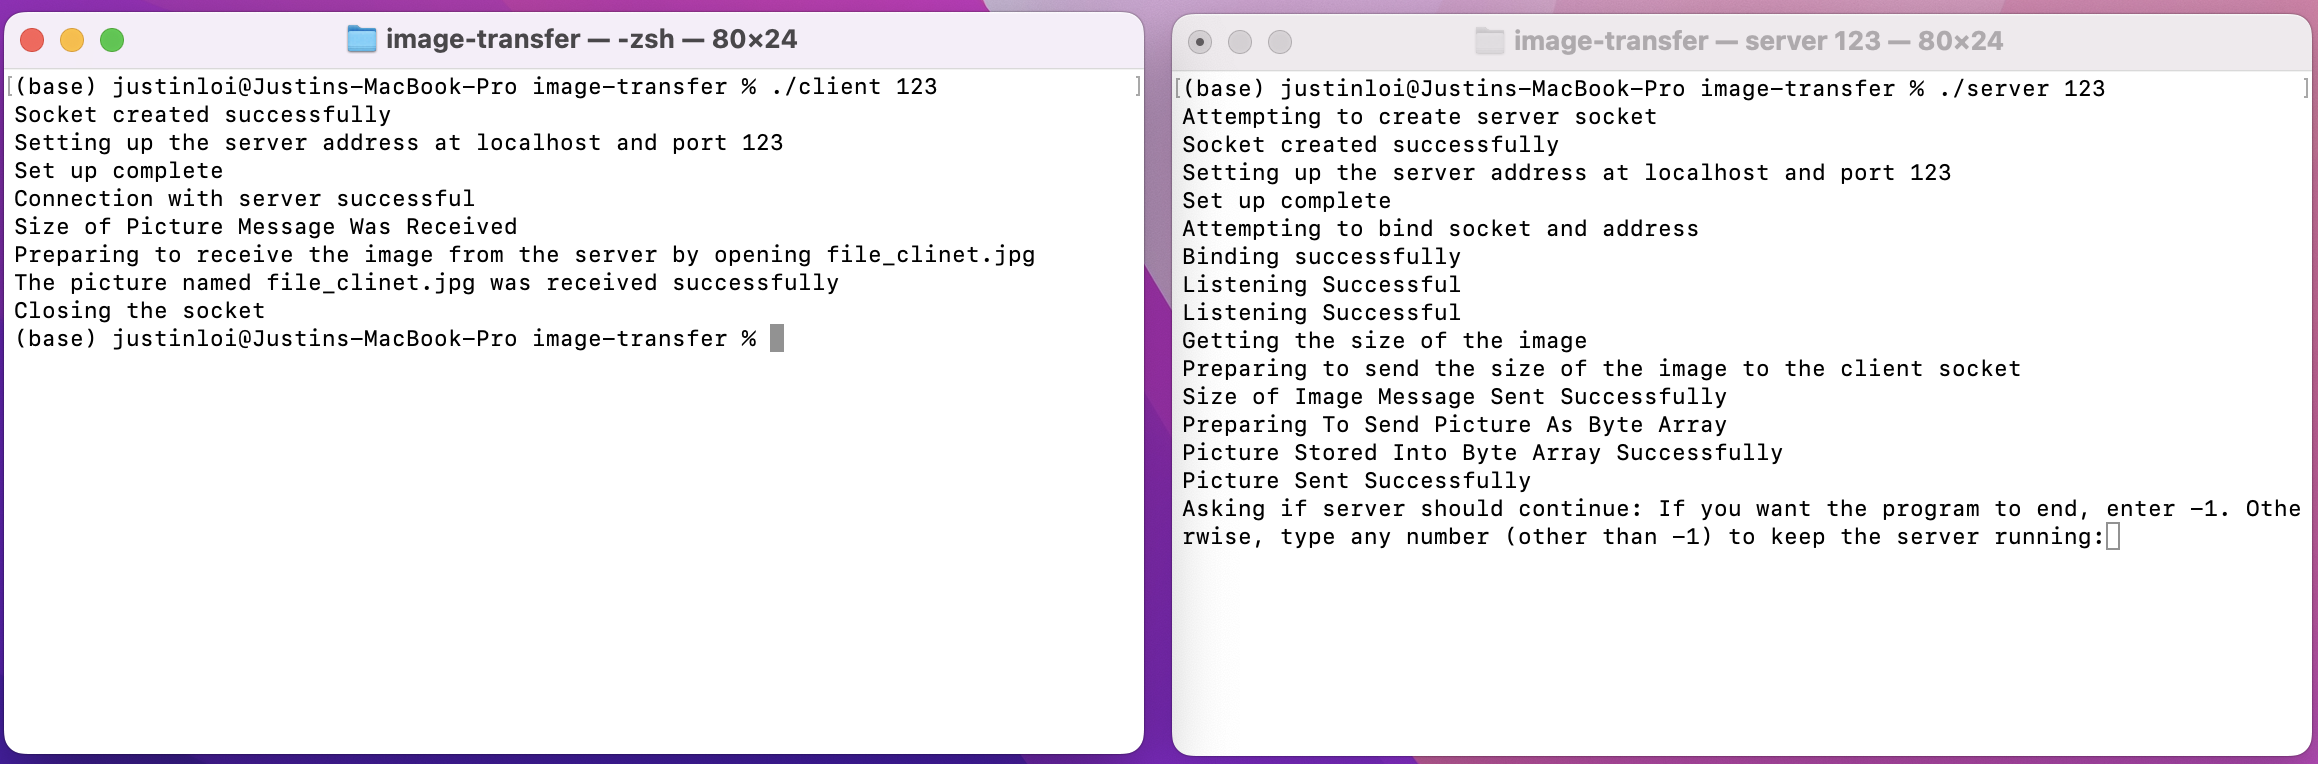 image-transfer — -zsh — 80×24
(base) justinloi@Justins-MacBook-Pro image-transfer % ./client 123
Socket created successfully
Setting up the server address at localhost and port 123
Set up complete
Connection with server successful
Size of Picture Message Was Received
Preparing to receive the image from the server by opening file_clinet.jpg
The picture named file_clinet.jpg was received successfully
Closing the socket
(base) justinloi@Justins-MacBook-Pro image-transfer %
image-transfer — server 123 — 80×24
(base) justinloi@Justins-MacBook-Pro image-transfer % ./server 123
Attempting to create server socket
Socket created successfully
Setting up the server address at localhost and port 123
Set up complete
Attempting to bind socket and address
Binding successfully
Listening Successful
Listening Successful
Getting the size of the image
Preparing to send the size of the image to the client socket
Size of Image Message Sent Successfully
Preparing To Send Picture As Byte Array
Picture Stored Into Byte Array Successfully
Picture Sent Successfully
Asking if server should continue: If you want the program to end, enter -1. Othe
rwise, type any number (other than -1) to keep the server running: